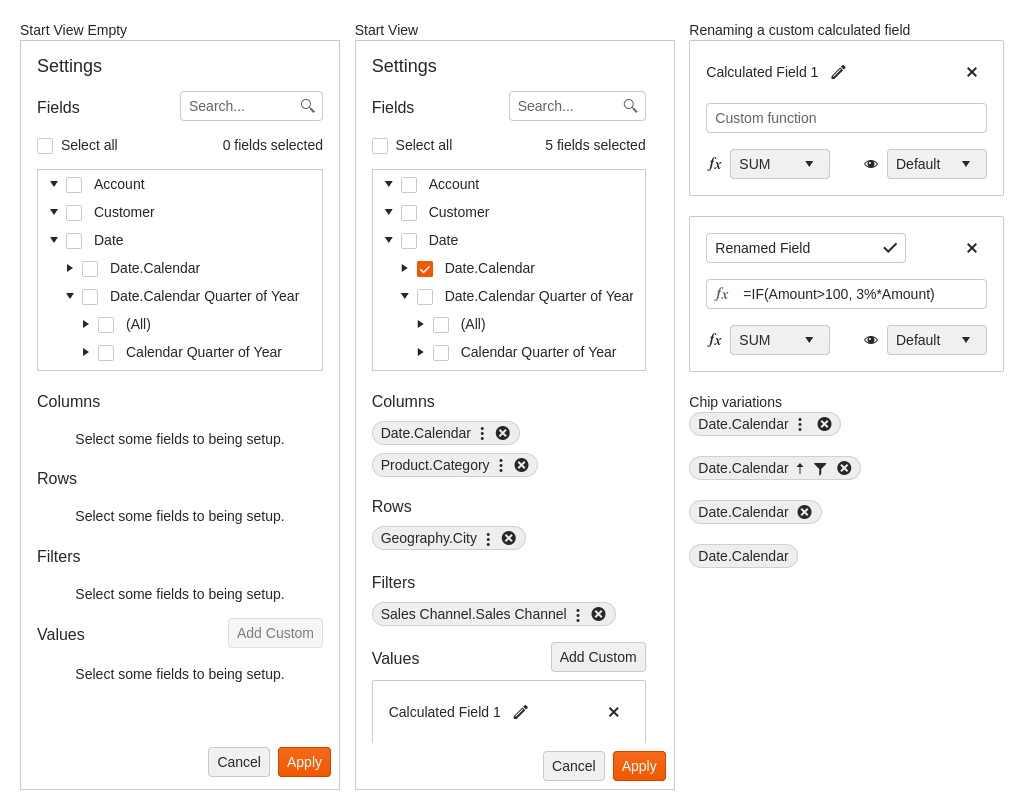 Start View Empty
Settings
Fields
Search...
Select all
0 fields selected
Account
Customer
Date
Date.Calendar
Date.Calendar Quarter of Year
(All)
Calendar Quarter of Year
Columns
Select some fields to being setup.
Rows
Select some fields to being setup.
Filters
Select some fields to being setup.
Values
Add Custom
Select some fields to being setup.
Cancel
Apply
Start View
Settings
Fields
Search...
Select all
5 fields selected
Account
Customer
Date
Date.Calendar
Date.Calendar Quarter of Year
(All)
Calendar Quarter of Year
Columns
Date.Calendar
Product.Category
Rows
Geography.City
Filters
Sales Channel.Sales Channel
Values
Add Custom
Calculated Field 1
Cancel
Apply
Renaming a custom calculated field
Calculated Field 1
Custom function
fx SUM
Default
Renamed Field
fx =IF(Amount>100, 3%*Amount)
fx SUM
Default
Chip variations
Date.Calendar
Date.Calendar
Date.Calendar
Date.Calendar